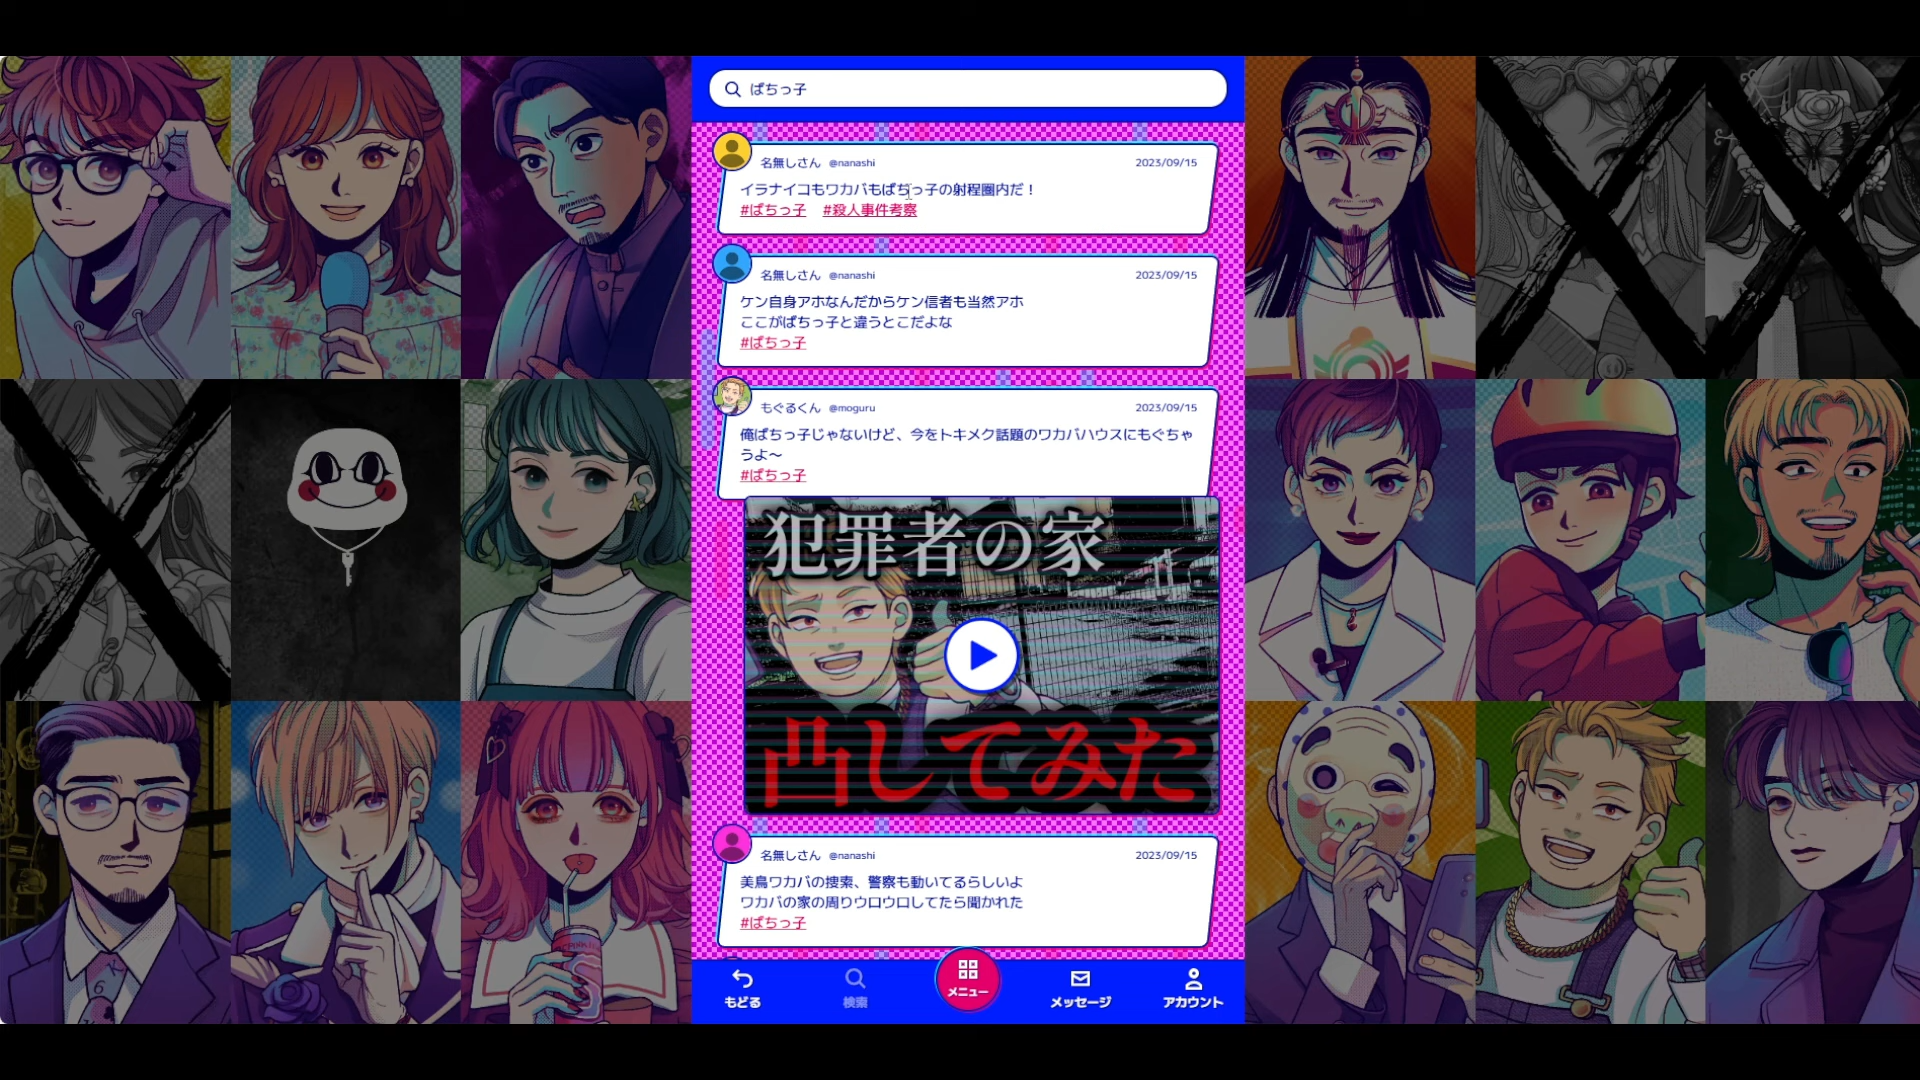 ぱちっ子
名無しさん @nanashi 2023/09/15
イラナイコもワカバもぱちっ子の射程圏内だ！
#ぱちっ子 #殺人事件考察
名無しさん @nanashi 2023/09/15
ケン自身アホなんだからケン信者も当然アホ
ここがぱちっ子と違うとこだよな
#ぱちっ子
もぐるくん @moguru 2023/09/15
俺ぱちっ子じゃないけど、今をトキメク話題のワカバハウスにもぐちゃ
うよ～
#ぱちっ子
犯罪者の家
凸してみた
名無しさん @nanashi 2023/09/15
美鳥ワカバの捜索、警察も動いてるらしいよ
ワカバの家の周りウロウロしてたら聞かれた
#ぱちっ子
もどる 検索 メニュー メッセージ アカウント